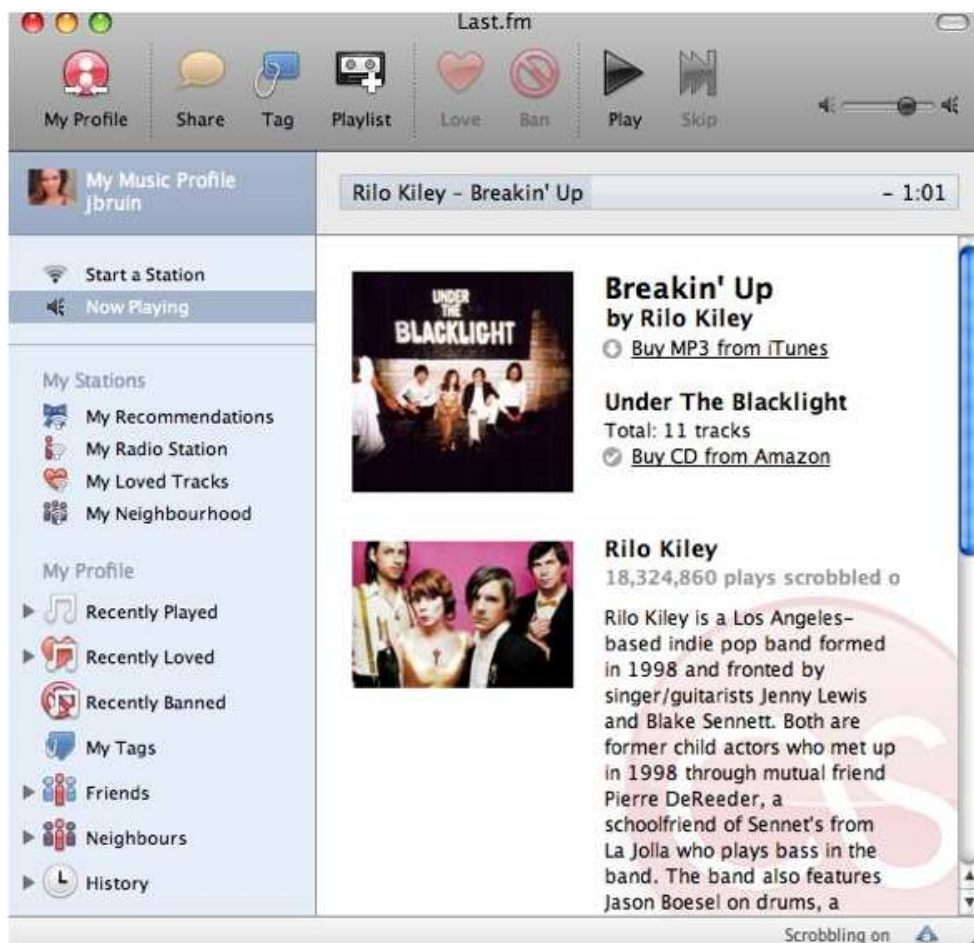 Last.fm
My Profile Share Tag Playlist Love Ban Play Skip
My Music Profile
jbruin
Rilo Kiley – Breakin' Up – 1:01
Start a Station
Now Playing
My Stations
My Recommendations
My Radio Station
My Loved Tracks
My Neighbourhood
My Profile
Recently Played
Recently Loved
Recently Banned
My Tags
Friends
Neighbours
History
UNDER
THE
BLACKLIGHT
Breakin' Up
by Rilo Kiley
Buy MP3 from iTunes
Under The Blacklight
Total: 11 tracks
Buy CD from Amazon
Rilo Kiley
18,324,860 plays scrobbled o
Rilo Kiley is a Los Angeles–
based indie pop band formed
in 1998 and fronted by
singer/guitarists Jenny Lewis
and Blake Sennett. Both are
former child actors who met up
in 1998 through mutual friend
Pierre DeReeder, a
schoolfriend of Sennet's from
La Jolla who plays bass in the
band. The band also features
Jason Boesel on drums, a
Scrobbling on